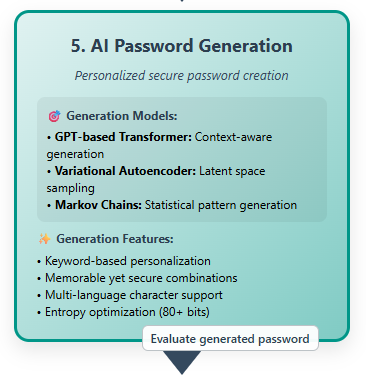 5. AI Password Generation
Personalized secure password creation
🎯 Generation Models:
• GPT-based Transformer: Context-aware
generation
• Variational Autoencoder: Latent space
sampling
• Markov Chains: Statistical pattern generation
✨ Generation Features:
• Keyword-based personalization
• Memorable yet secure combinations
• Multi-language character support
• Entropy optimization (80+ bits)
Evaluate generated password